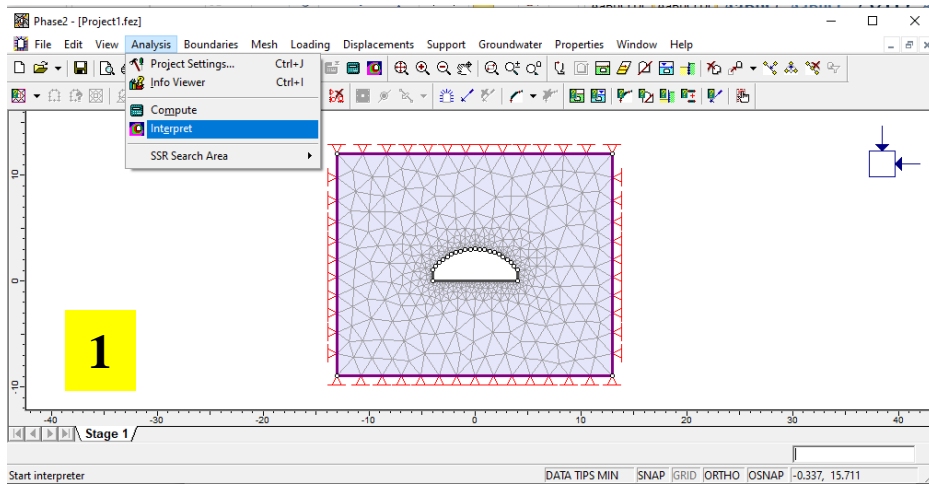 Phase2 - [Project1.fez]
File Edit View Analysis Boundaries Mesh Loading Displacements Support Groundwater Properties Window Help
Project Settings... Ctrl+J
Info Viewer Ctrl+I
Compute
Interpret
SSR Search Area
10
0
-10
1
-40 -30 -20 -10 0 10 20 30 40
Stage 1
Start interpreter DATA TIPS MIN SNAP GRID ORTHO OSNAP -0.337, 15.711